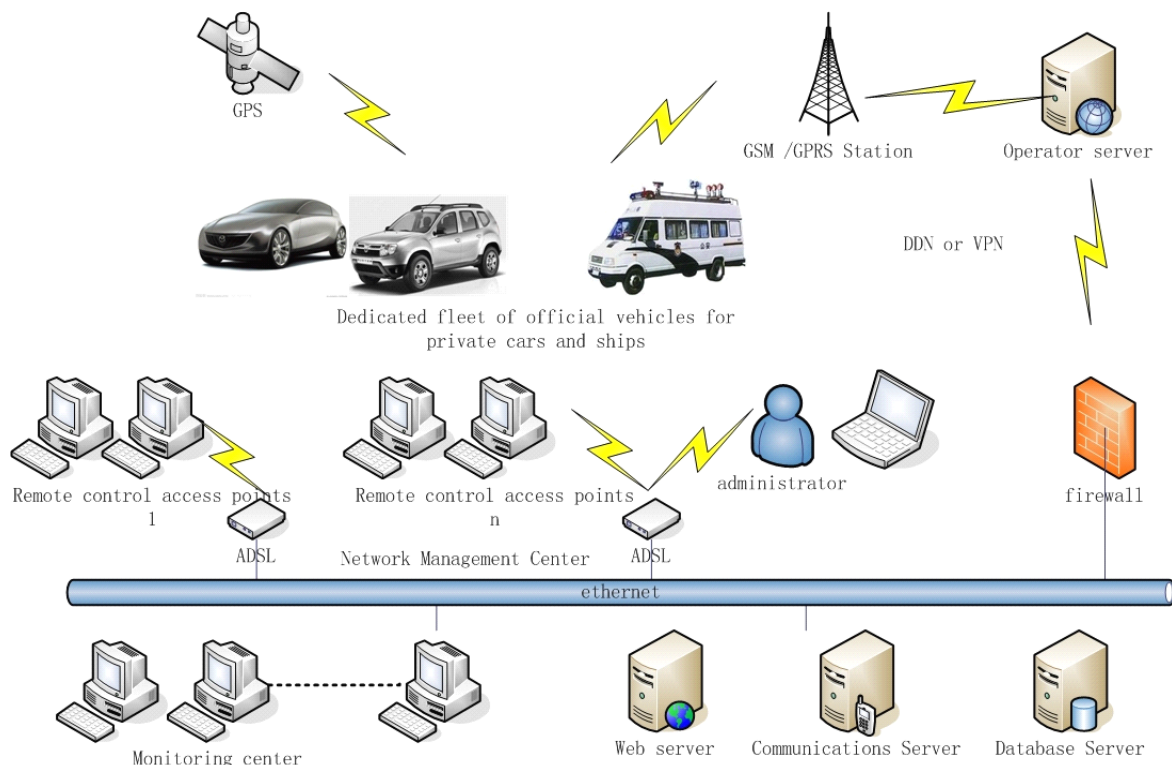 GPS
GSM /GPRS Station
Operator server
DDN or VPN
Dedicated fleet of official vehicles for
private cars and ships
Remote control access points
1
Remote control access points
n
administrator
firewall
ADSL
Network Management Center
ADSL
ethernet
Monitoring center
Web server
Communications Server
Database Server